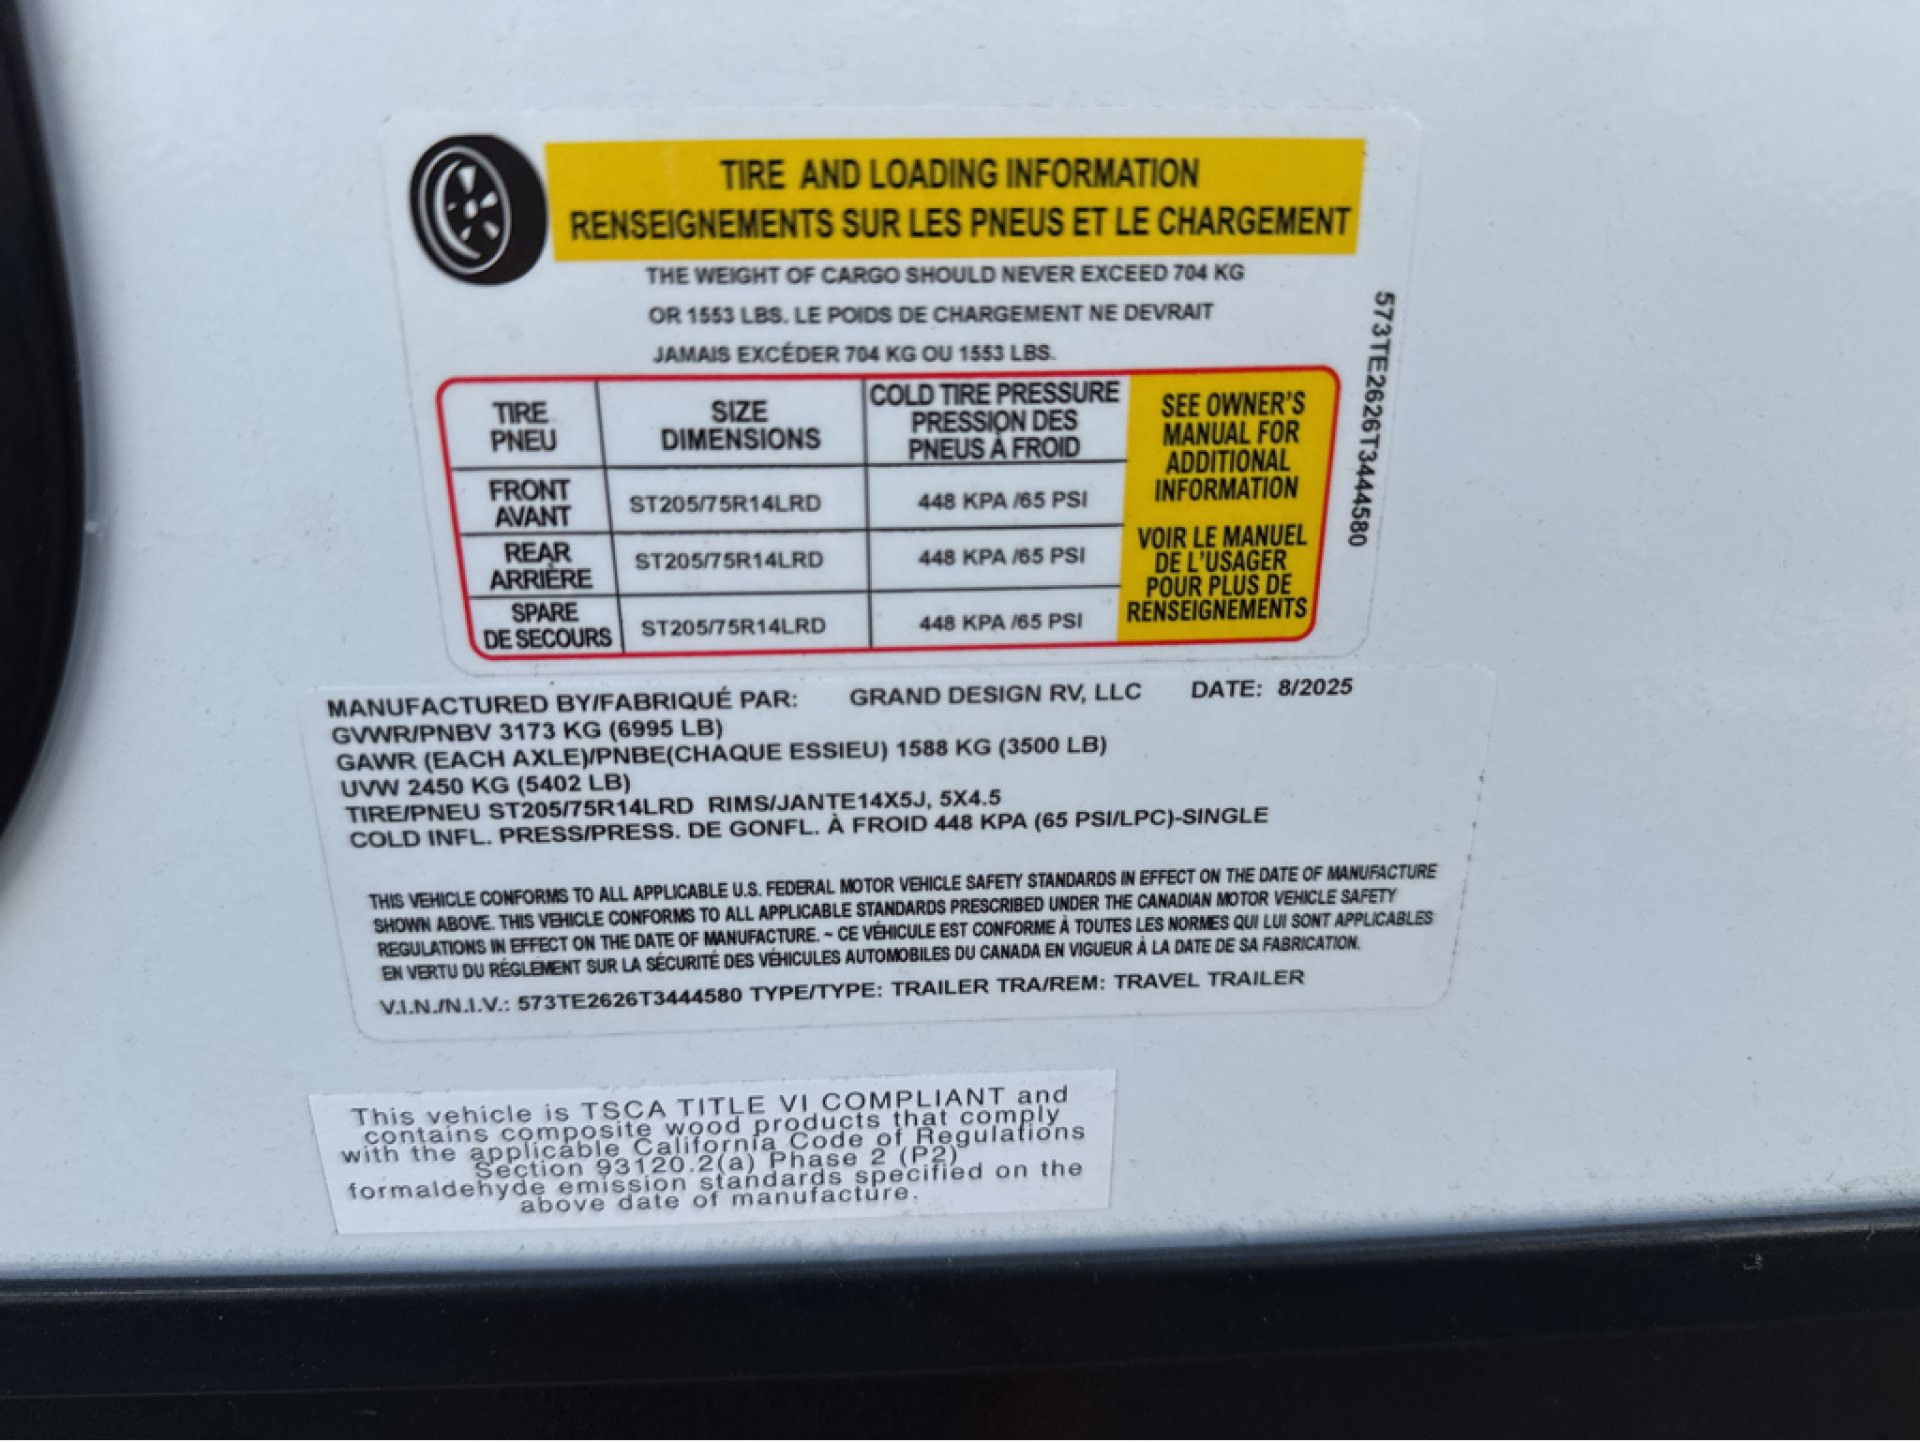 TIRE AND LOADING INFORMATION
RENSEIGNEMENTS SUR LES PNEUS ET LE CHARGEMENT
THE WEIGHT OF CARGO SHOULD NEVER EXCEED 704 KG
OR 1553 LBS. LE POIDS DE CHARGEMENT NE DEVRAIT
JAMAIS EXCÉDER 704 KG OU 1553 LBS.
573TE2626T3444580
TIRE
PNEU
SIZE
DIMENSIONS
COLD TIRE PRESSURE
PRESSION DES
PNEUS À FROID
FRONT
AVANT
ST205/75R14LRD
448 KPA /65 PSI
REAR
ARRIÈRE
ST205/75R14LRD
448 KPA /65 PSI
SPARE
DE SECOURS
ST205/75R14LRD
448 KPA /65 PSI
SEE OWNER'S
MANUAL FOR
ADDITIONAL
INFORMATION
VOIR LE MANUEL
DE L'USAGER
POUR PLUS DE
RENSEIGNEMENTS
MANUFACTURED BY/FABRIQUÉ PAR: GRAND DESIGN RV, LLC DATE: 8/2025
GVWR/PNBV 3173 KG (6995 LB)
GAWR (EACH AXLE)/PNBE(CHAQUE ESSIEU) 1588 KG (3500 LB)
UVW 2450 KG (5402 LB)
TIRE/PNEU ST205/75R14LRD RIMS/JANTE14X5J, 5X4.5
COLD INFL. PRESS/PRESS. DE GONFL. À FROID 448 KPA (65 PSI/LPC)-SINGLE
THIS VEHICLE CONFORMS TO ALL APPLICABLE U.S. FEDERAL MOTOR VEHICLE SAFETY STANDARDS IN EFFECT ON THE DATE OF MANUFACTURE
SHOWN ABOVE. THIS VEHICLE CONFORMS TO ALL APPLICABLE STANDARDS PRESCRIBED UNDER THE CANADIAN MOTOR VEHICLE SAFETY
REGULATIONS IN EFFECT ON THE DATE OF MANUFACTURE. ~ CE VÉHICULE EST CONFORME À TOUTES LES NORMES QUI LUI SONT APPLICABLES
EN VERTU DU RÉGLEMENT SUR LA SÉCURITÉ DES VÉHICULES AUTOMOBILES DU CANADA EN VIGUEUR À LA DATE DE SA FABRICATION.
V.I.N./N.I.V.: 573TE2626T3444580 TYPE/TYPE: TRAILER TRA/REM: TRAVEL TRAILER
This vehicle is TSCA TITLE VI COMPLIANT and
contains composite wood products that comply
with the applicable California Code of Regulations
Section 93120.2(a) Phase 2 (P2)
formaldehyde emission standards specified on the
above date of manufacture.